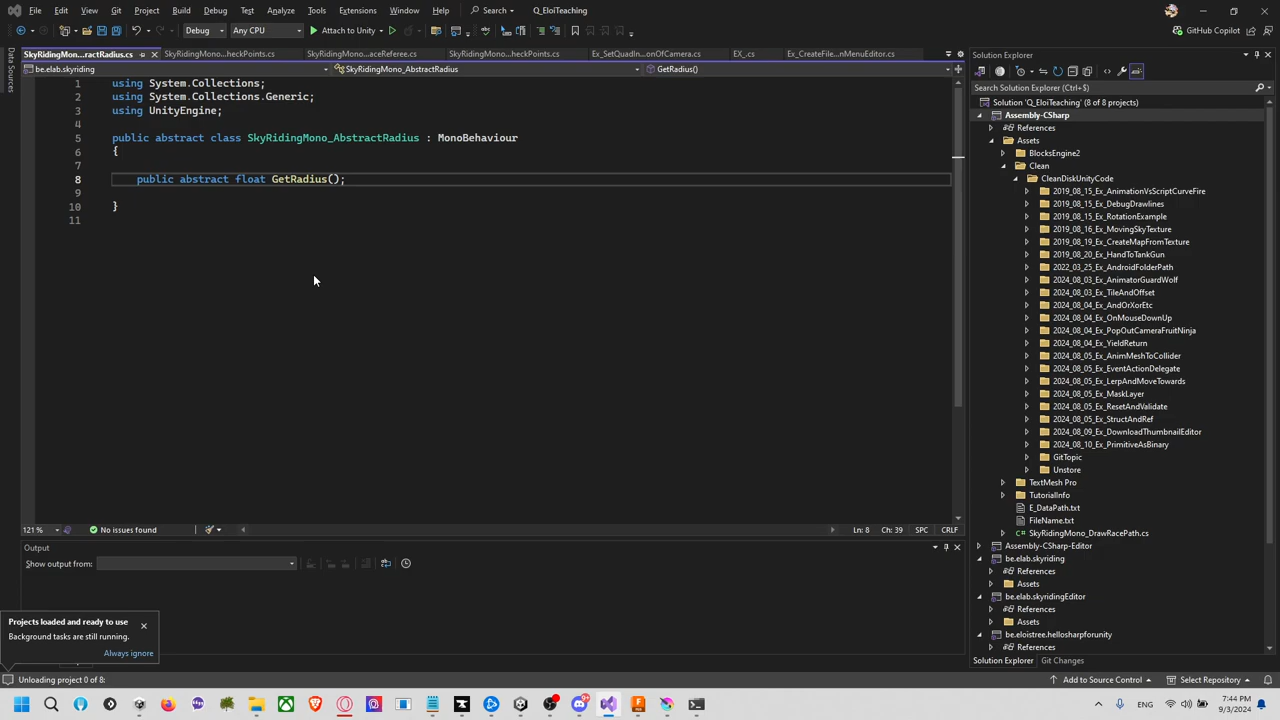 File Edit View Git Project Build Debug Test Analyze Tools Extensions Window Help Search Q_EloiTeaching
Debug Any CPU Attach to Unity GitHub Copilot
SkyRidingMon...ractRadius.cs SkyRidingMono...heckPoints.cs SkyRidingMono...aceReferee.cs SkyRidingMono...heckPoints.cs Ex_SetQuadIn...onOfCamera.cs EX_.cs Ex_CreateFile...nMenuEditor.cs
be.elab.skyriding SkyRidingMono_AbstractRadius GetRadius()
Data Sources
1 using System.Collections;
2 using System.Collections.Generic;
3 using UnityEngine;
4
5 public abstract class SkyRidingMono_AbstractRadius : MonoBehaviour
6 {
7
8 public abstract float GetRadius();
9
10 }
11
121 % No issues found Ln: 8 Ch: 39 SPC CRLF
Output
Show output from:
Projects loaded and ready to use
Background tasks are still running.
Always ignore
Unloading project 0 of 8:
Solution Explorer
Search Solution Explorer (Ctrl+$)
Solution 'Q_EloiTeaching' (8 of 8 projects)
Assembly-CSharp
References
Assets
BlocksEngine2
Clean
CleanDiskUnityCode
2019_08_15_Ex_AnimationVsScriptCurveFire
2019_08_15_Ex_DebugDrawlines
2019_08_15_Ex_RotationExample
2019_08_16_Ex_MovingSkyTexture
2019_08_19_Ex_CreateMapFromTexture
2019_08_20_Ex_HandToTankGun
2022_03_25_Ex_AndroidFolderPath
2024_08_03_Ex_AnimatorGuardWolf
2024_08_03_Ex_TileAndOffset
2024_08_04_Ex_AndOrXorEtc
2024_08_04_Ex_OnMouseDownUp
2024_08_04_Ex_PopOutCameraFruitNinja
2024_08_04_Ex_YieldReturn
2024_08_05_Ex_AnimMeshToCollider
2024_08_05_Ex_EventActionDelegate
2024_08_05_Ex_LerpAndMoveTowards
2024_08_05_Ex_MaskLayer
2024_08_05_Ex_ResetAndValidate
2024_08_05_Ex_StructAndRef
2024_08_09_Ex_DownloadThumbnailEditor
2024_08_10_Ex_PrimitiveAsBinary
GitTopic
Unstore
TextMesh Pro
TutorialInfo
E_DataPath.txt
FileName.txt
SkyRidingMono_DrawRacePath.cs
Assembly-CSharp-Editor
be.elab.skyriding
References
Assets
be.elab.skyridingEditor
References
Assets
be.eloistree.hellosharpforunity
References
Solution Explorer Git Changes
Add to Source Control Select Repository
ENG
7:44 PM
9/3/2024